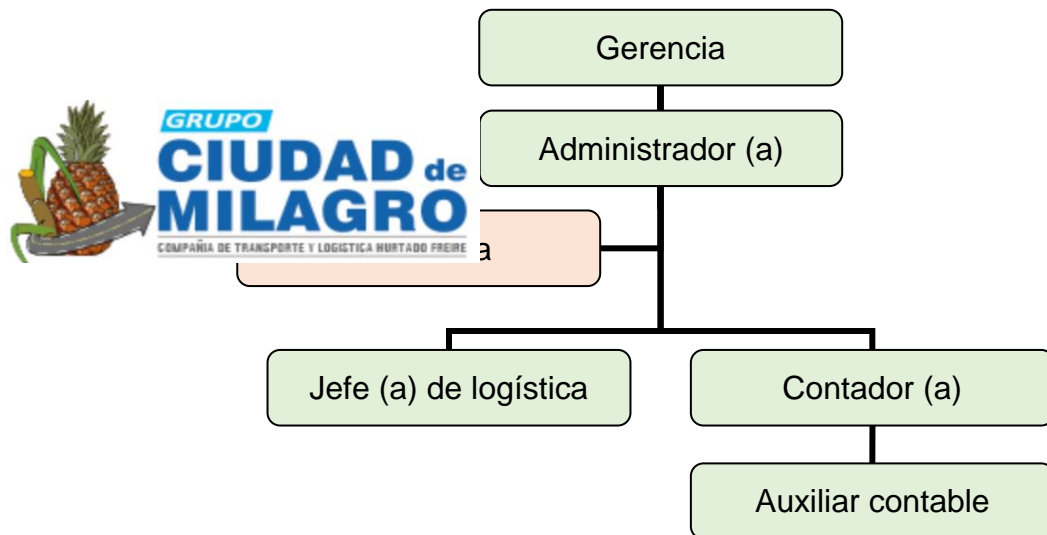 Gerencia
GRUPO
CIUDAD de
MILAGRO
COMPAÑIA DE TRANSPORTE Y LOGISTICA HURTADO FREIRE
Administrador (a)
Jefe (a) de logística
Contador (a)
Auxiliar contable